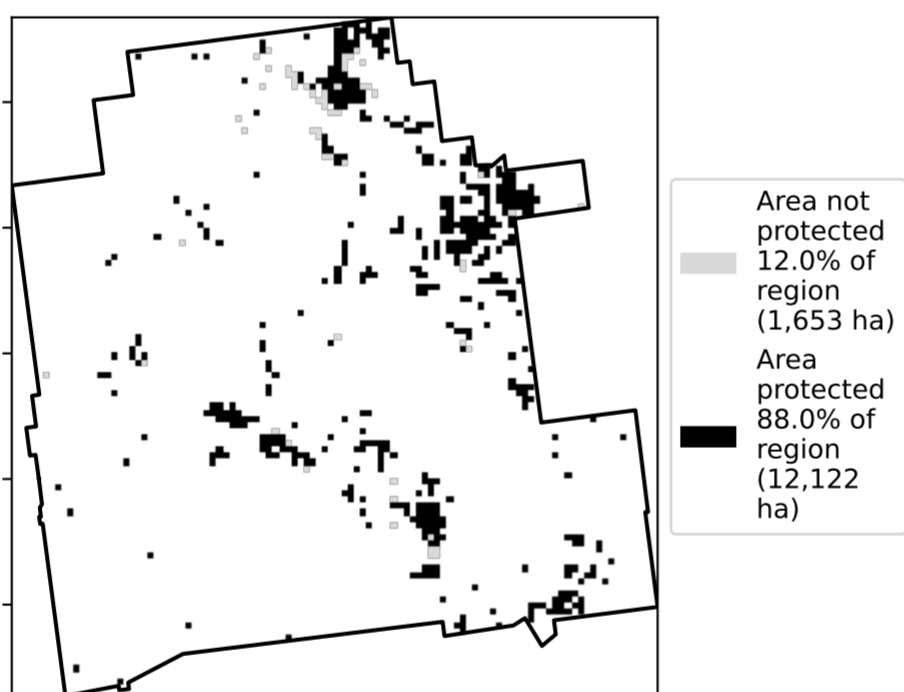 Area not
protected
12.0% of
region
(1,653 ha)
Area
protected
88.0% of
region
(12,122
ha)